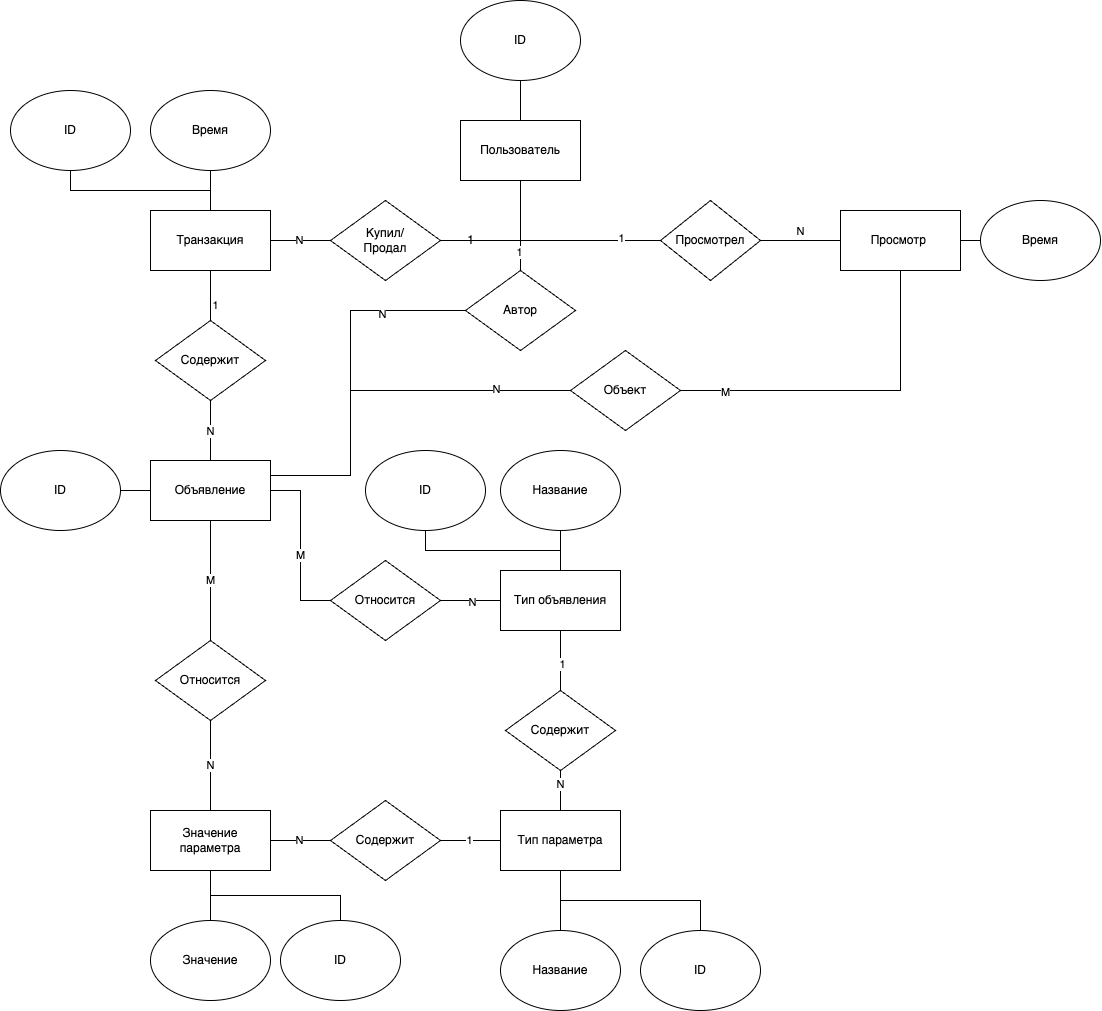 ID
ID
Время
Пользователь
Транзакция
N
Купил/
Продал
1
1
1
Просмотрел
N
Просмотр
Время
1
N
Автор
Содержит
N
Объект
M
N
ID
Объявление
ID
Название
M
M
Относится
N
Тип объявления
1
Относится
Содержит
N
N
Значение
параметра
N
Содержит
1
Тип параметра
Значение
ID
Название
ID